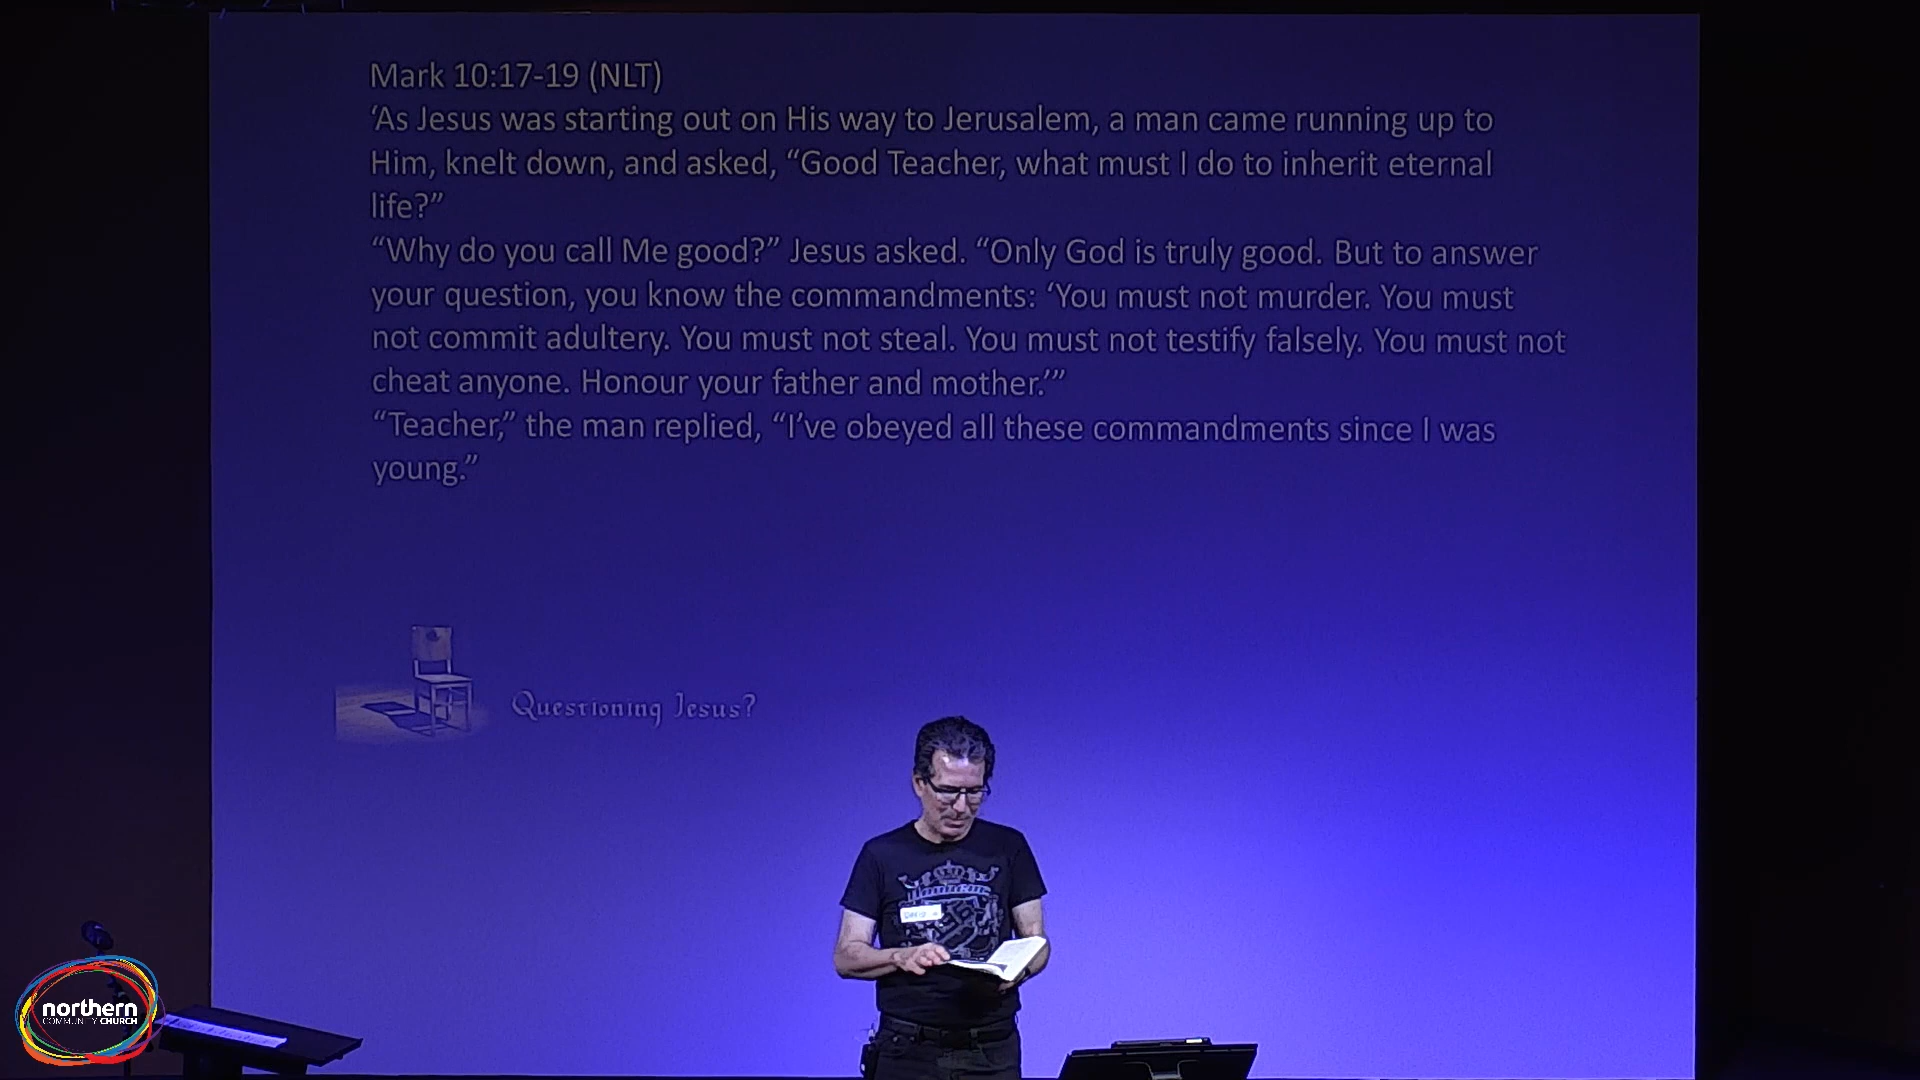 Mark 10:17-19 (NLT)
‘As Jesus was starting out on His way to Jerusalem, a man came running up to
Him, knelt down, and asked, “Good Teacher, what must I do to inherit eternal
life?”
“Why do you call Me good?” Jesus asked. “Only God is truly good. But to answer
your question, you know the commandments: ‘You must not murder. You must
not commit adultery. You must not steal. You must not testify falsely. You must not
cheat anyone. Honour your father and mother.’”
“Teacher,” the man replied, “I’ve obeyed all these commandments since I was
young.”
Questioning Jesus?
northern
COMMUNITY CHURCH